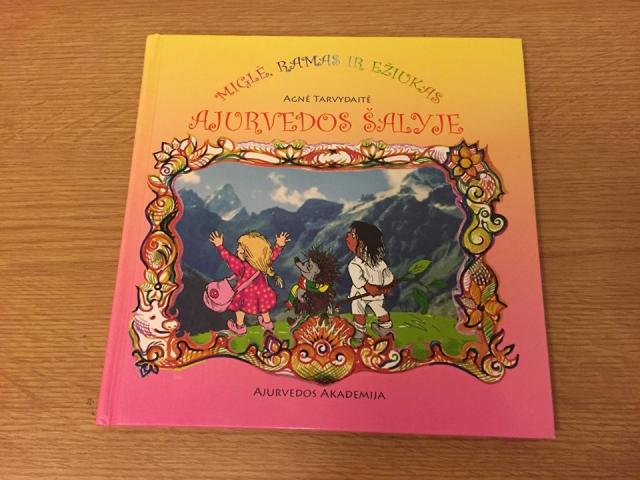 MIGLĖ, RAMAS IR EŽIUKAS
AGNĖ TARVYDAITĖ
AJURVEDOS ŠALYJE
AJURVEDOS AKADEMIJA